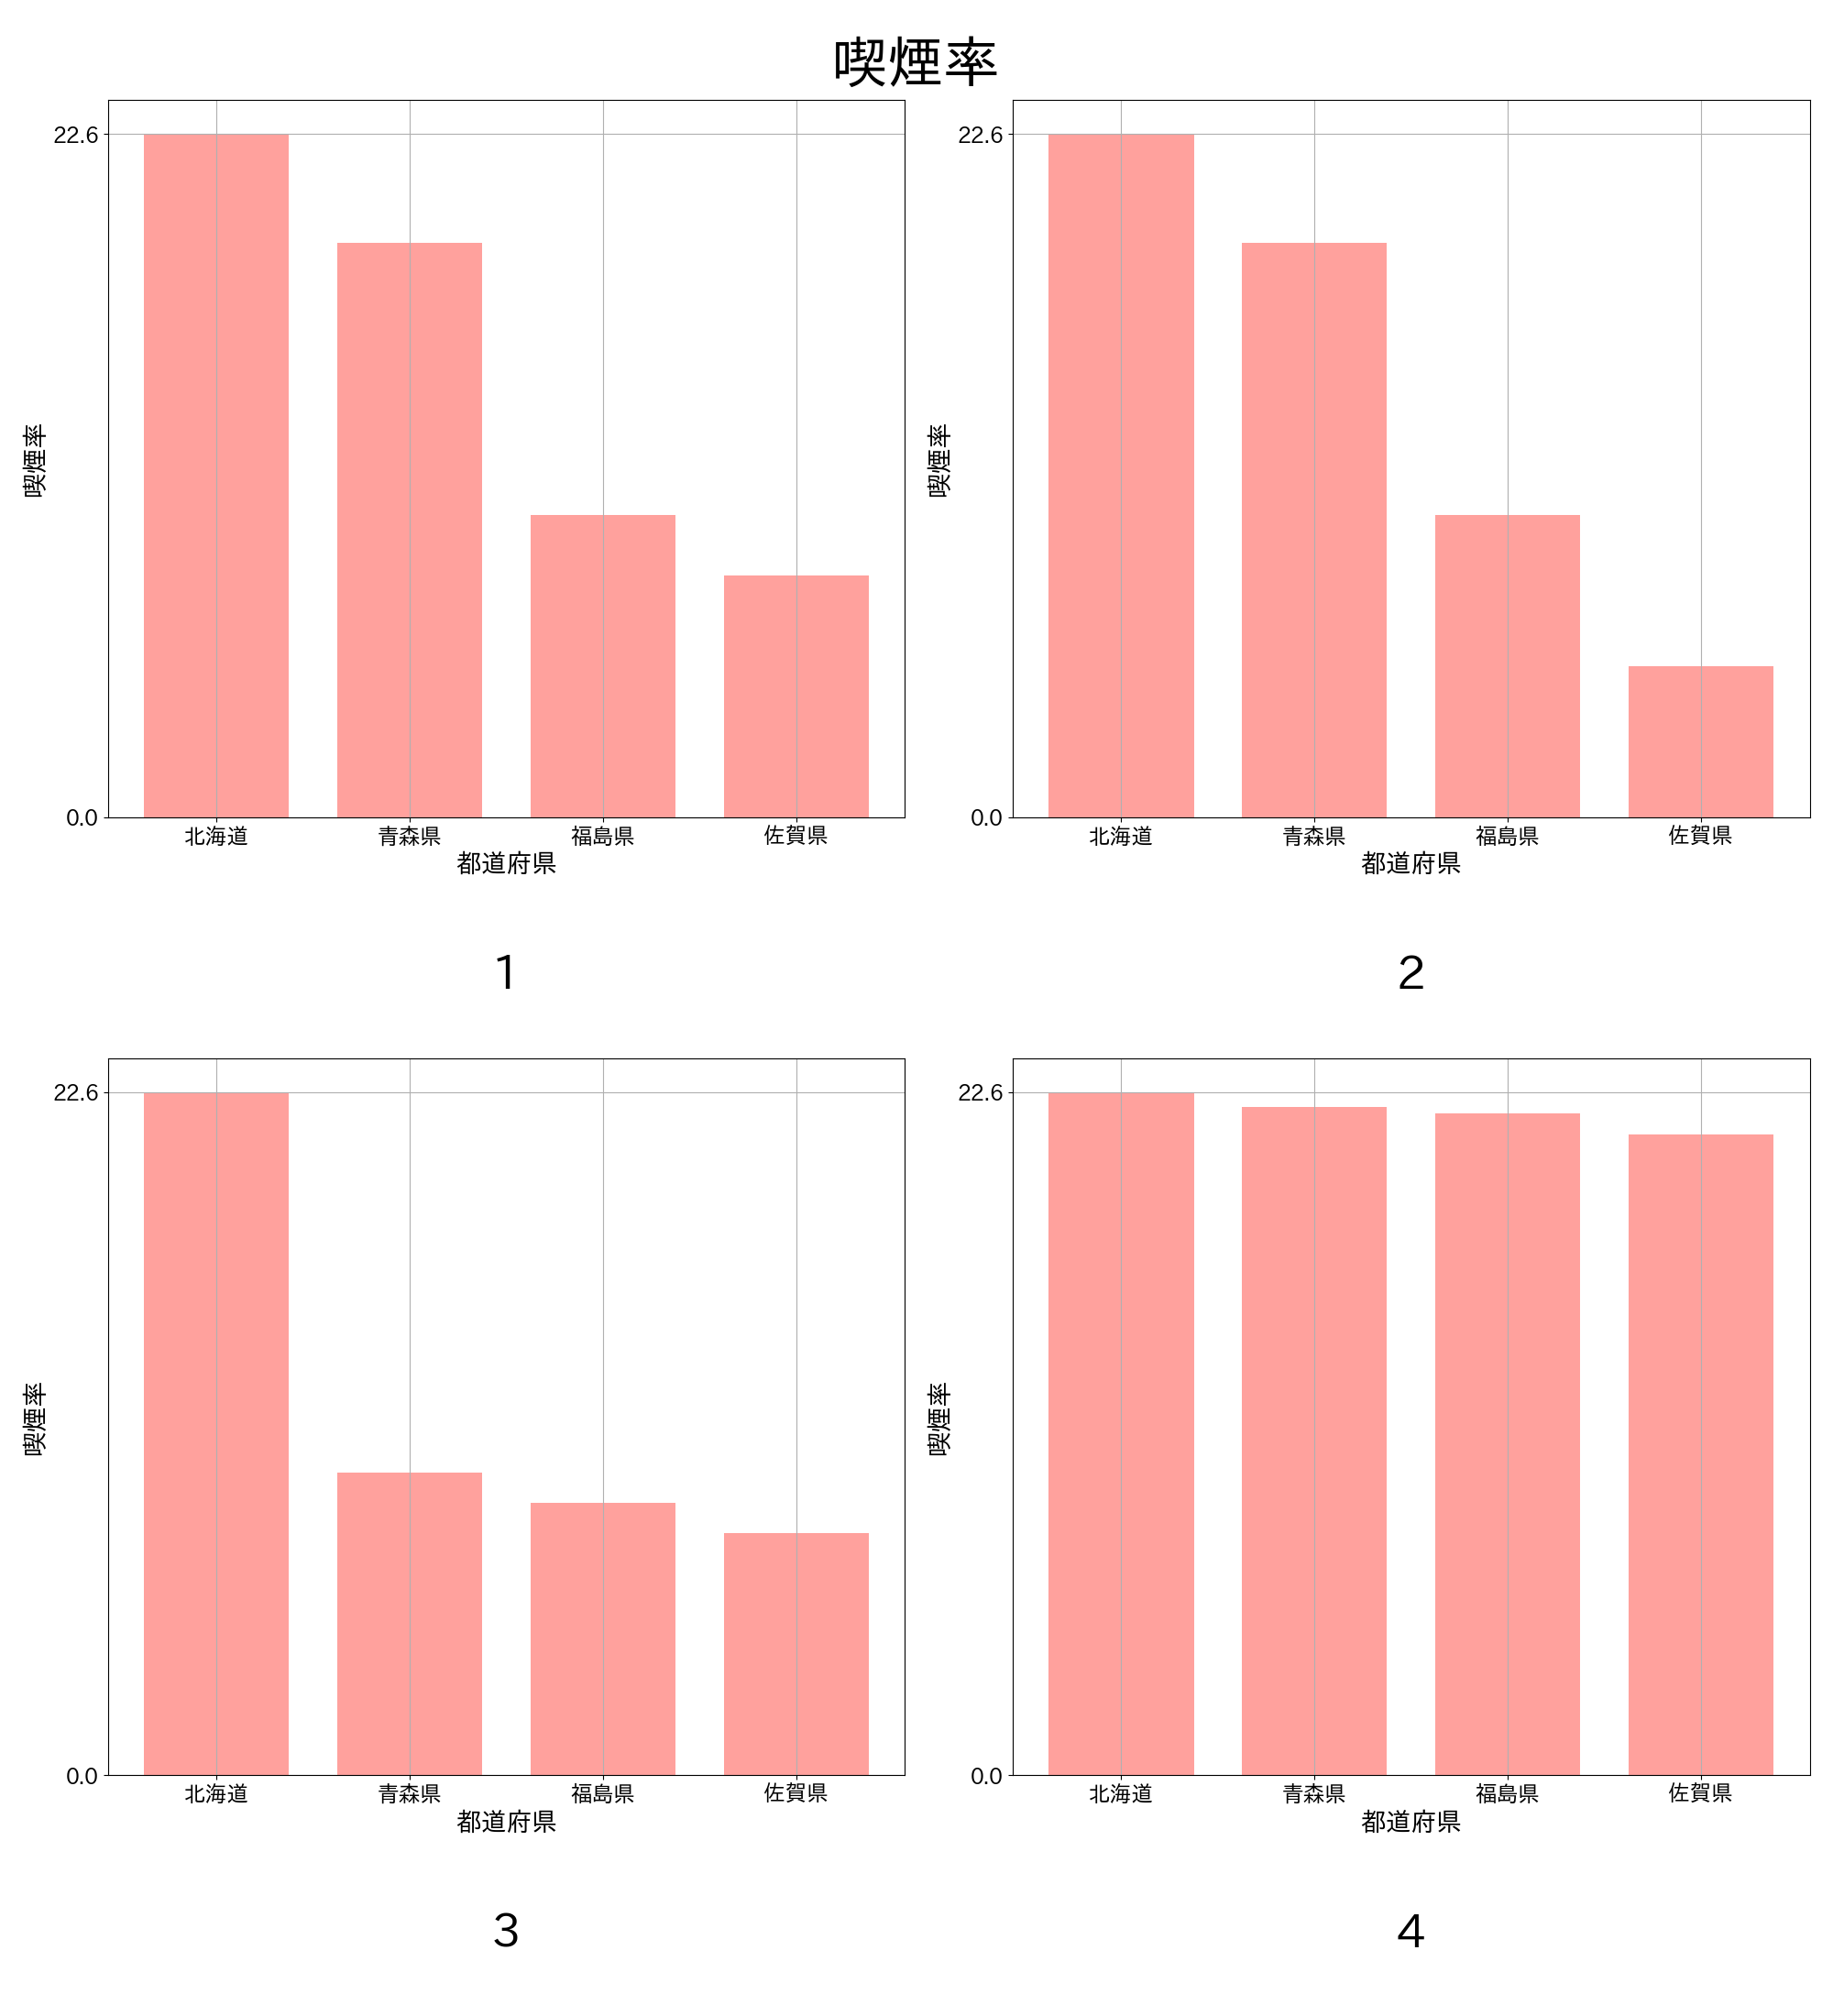 喫煙率
22.6
0.0
喫煙率
北海道 青森県 福島県 佐賀県
都道府県
1
22.6
0.0
喫煙率
北海道 青森県 福島県 佐賀県
都道府県
2
22.6
0.0
喫煙率
北海道 青森県 福島県 佐賀県
都道府県
3
22.6
0.0
喫煙率
北海道 青森県 福島県 佐賀県
都道府県
4